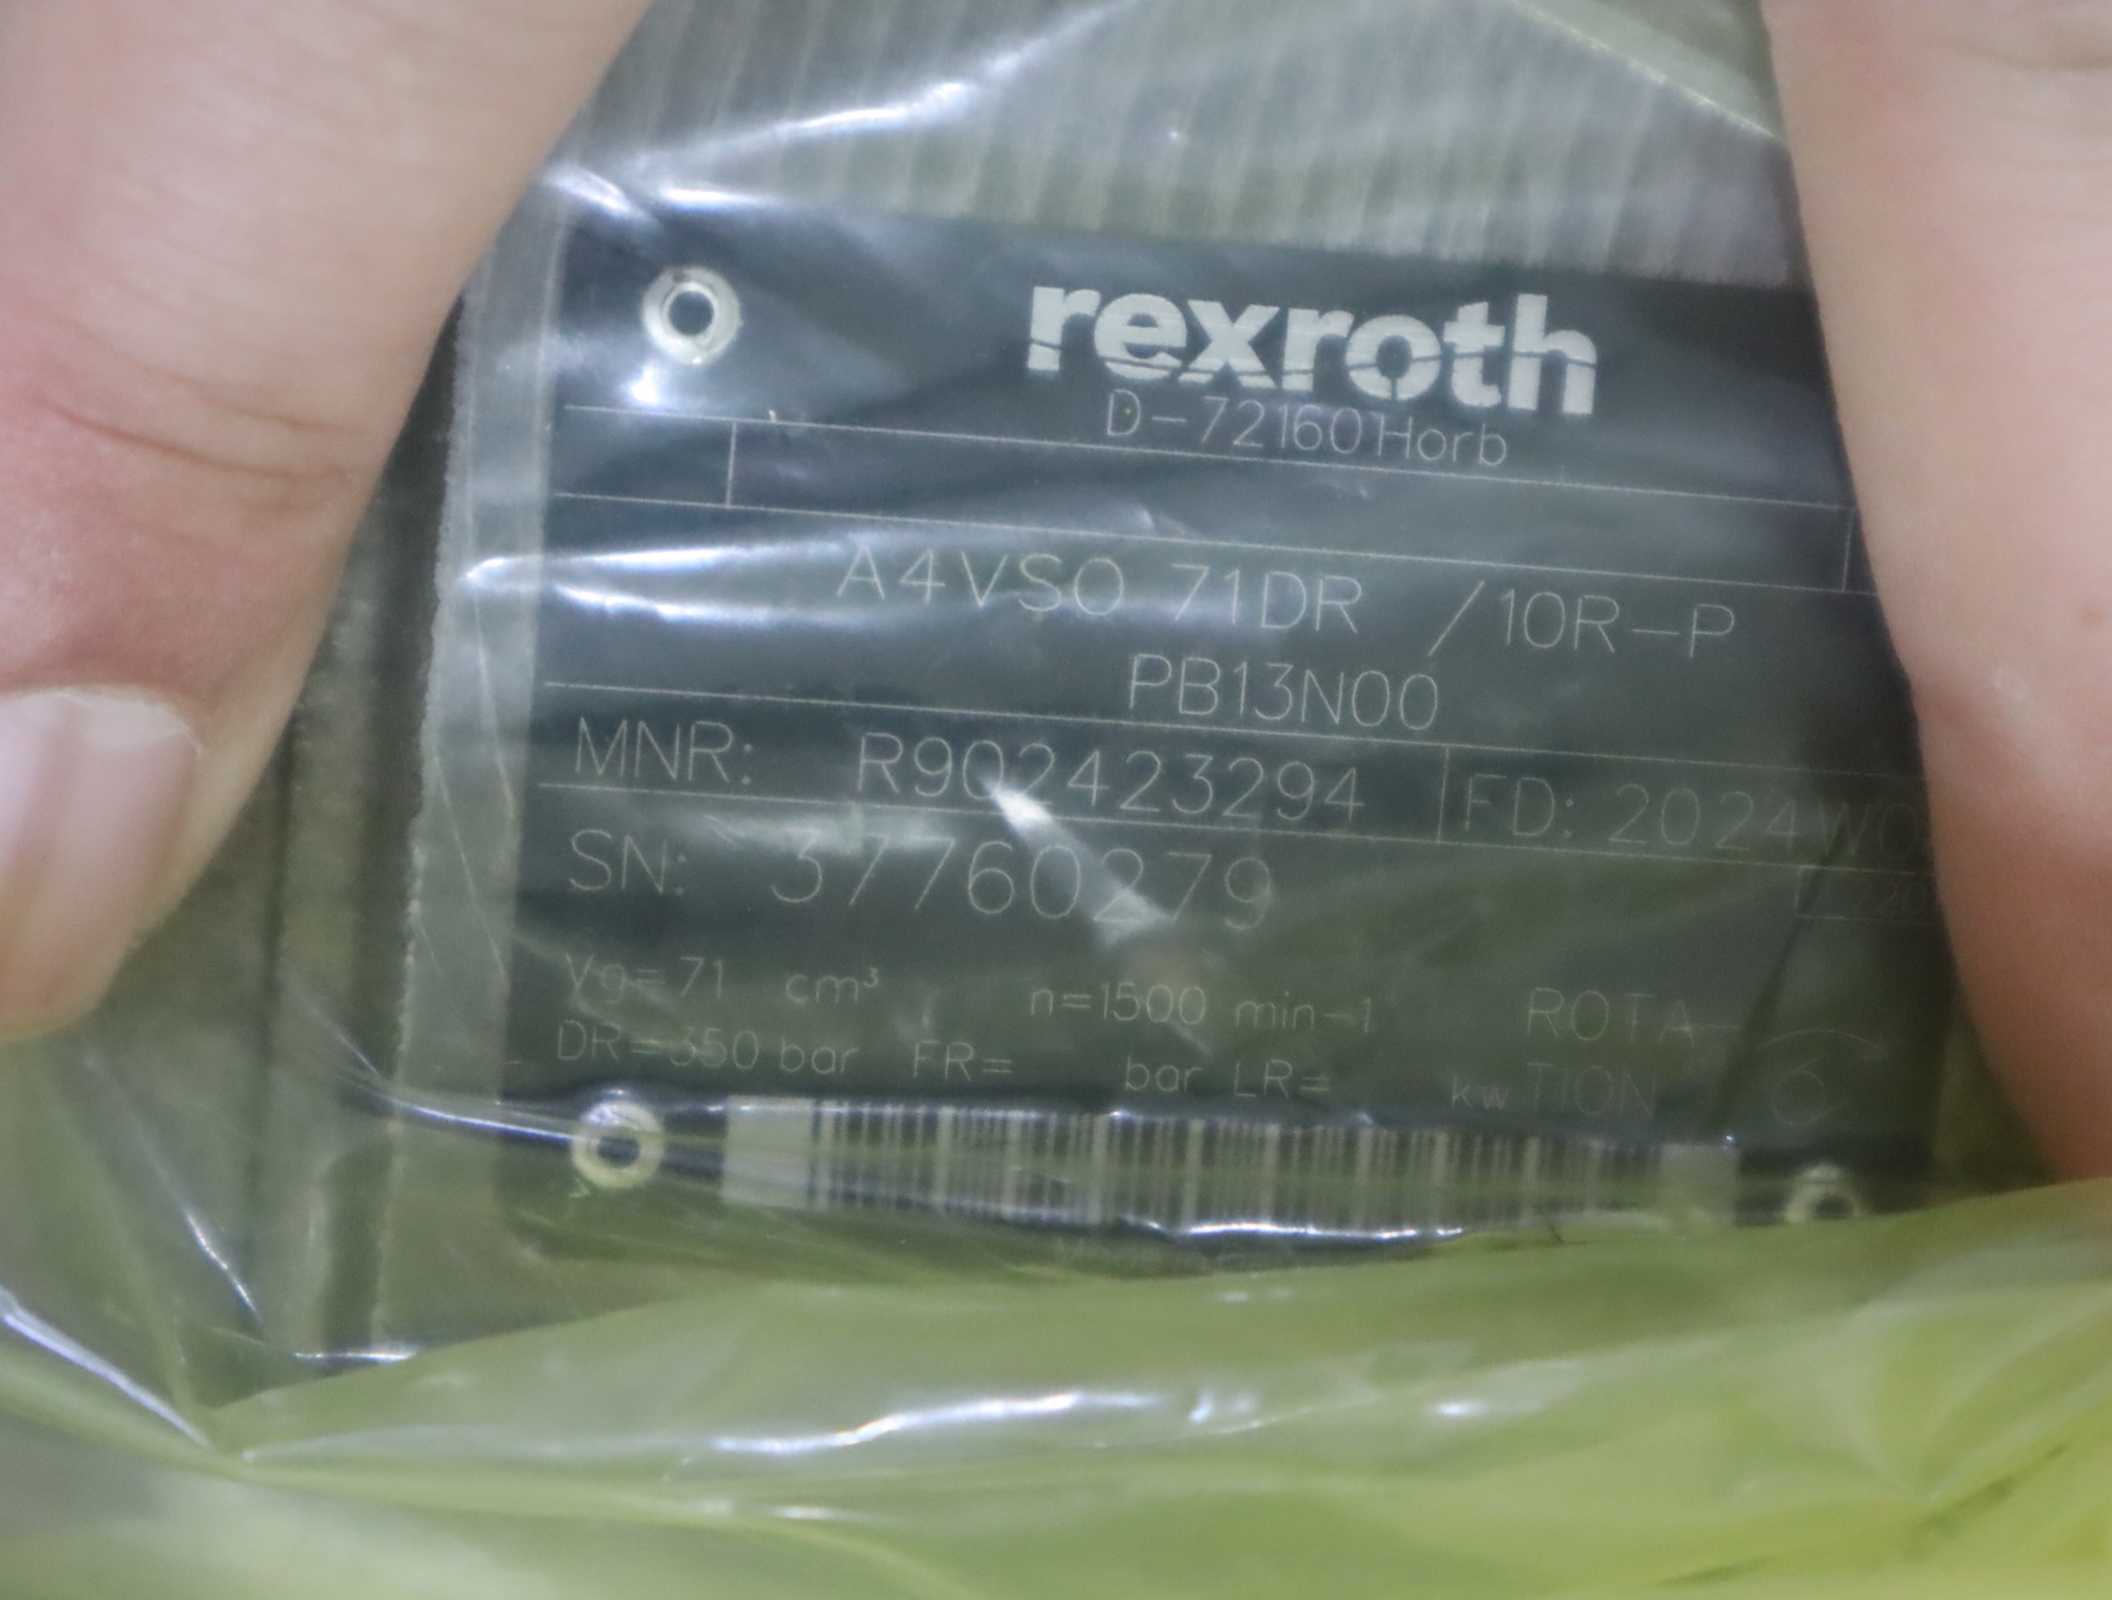 rexroth
D-72160 Horb
A4VSO 71DR /10R-P
PB13N00
MNR: R902423294 FD: 2024W0
SN: 37760279
Vg= 71 cm³ n=1500 min-1 ROTA-
DR=350 bar FR= bar LR= kw TION